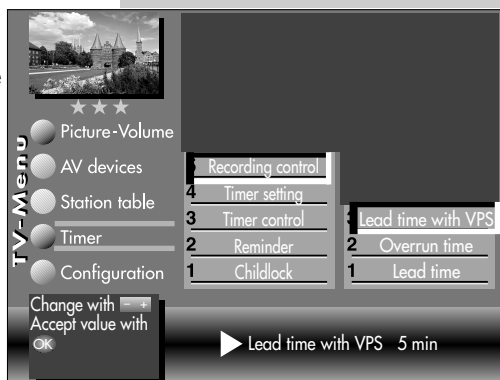 TV-Menu
Picture-Volume
AV devices
Station table
Timer
Configuration
Recording control
4 Timer setting
3 Timer control
2 Reminder
1 Childlock
3 Lead time with VPS
2 Overrun time
1 Lead time
Change with - +
Accept value with
OK
Lead time with VPS 5 min